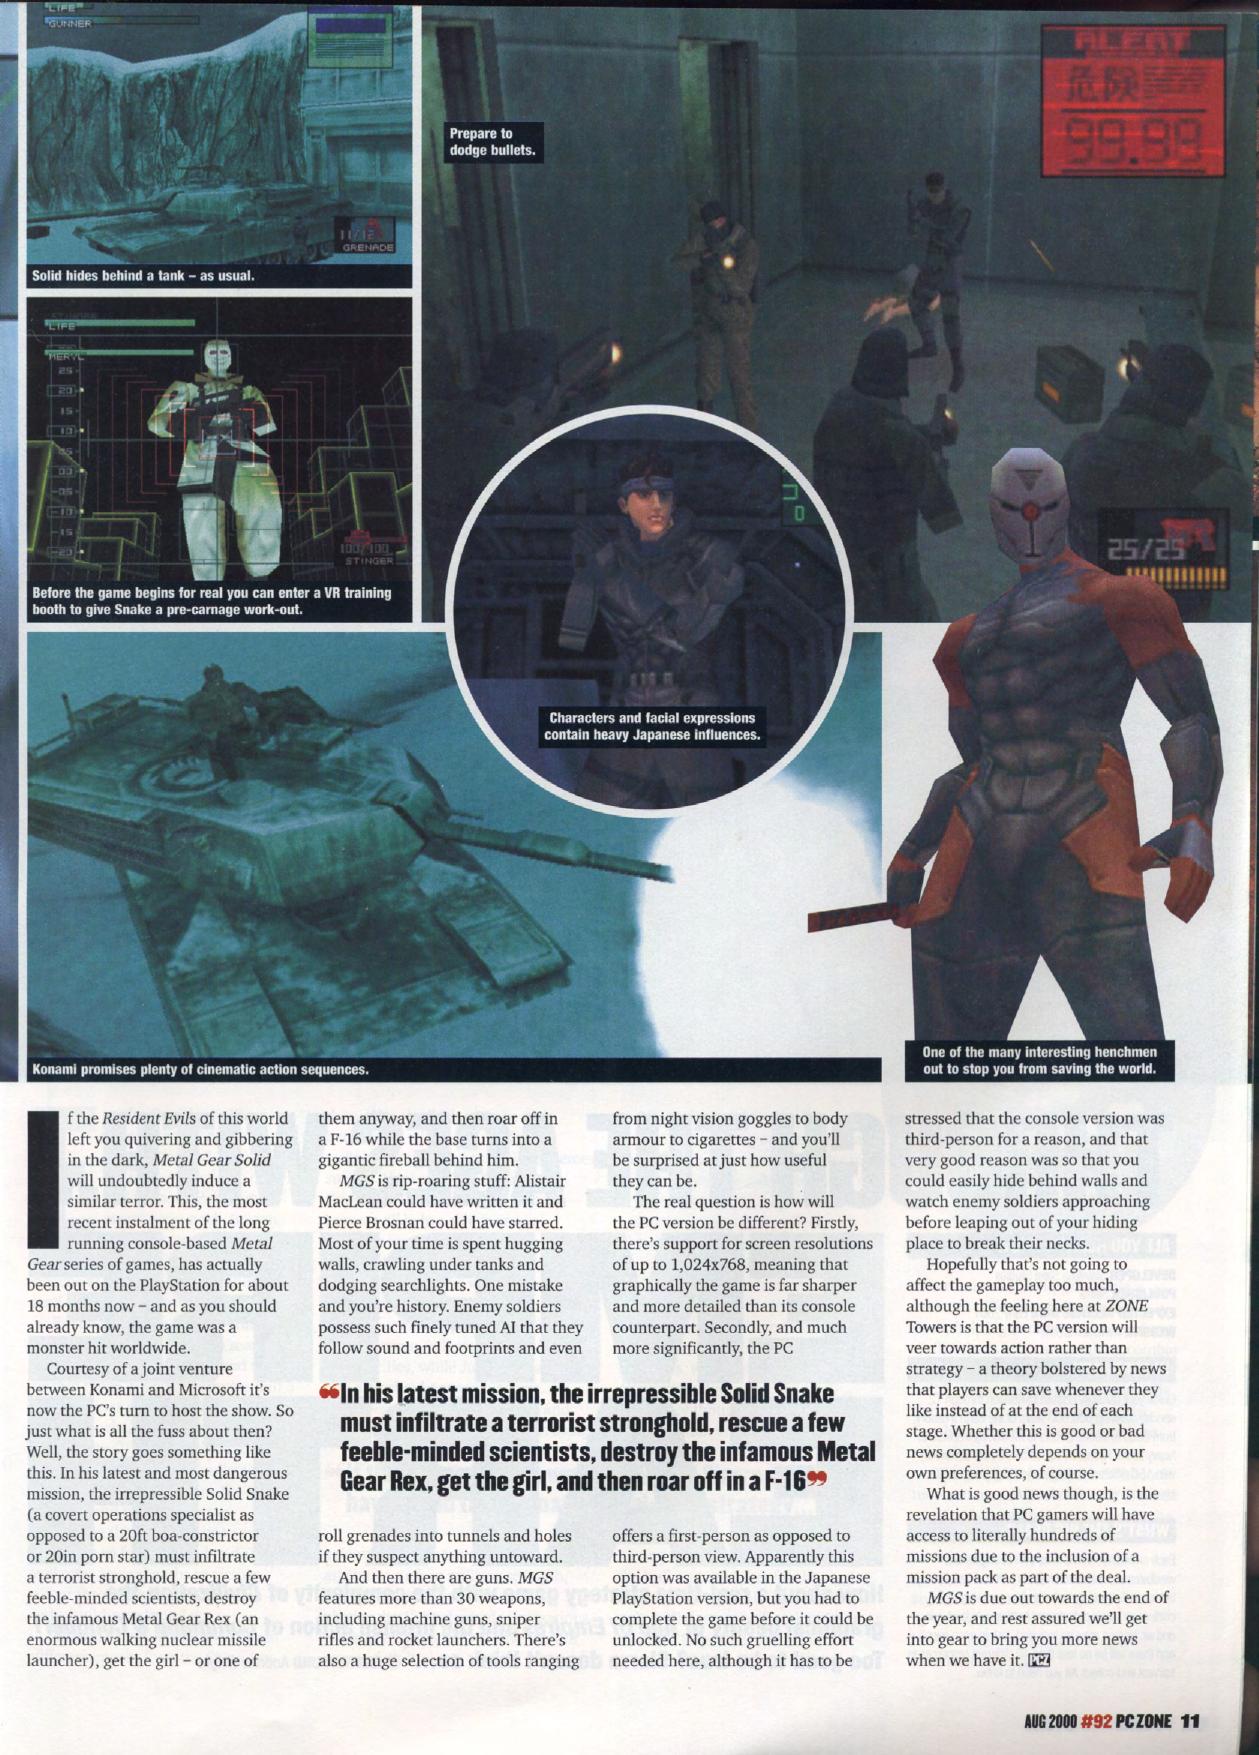 LIFE
GUNNER
11/12
GRENADE
Solid hides behind a tank – as usual.
LIFE
MERYL
25
20
15
10
05
00
-05
-10
15
-20
100/100
STINGER
Before the game begins for real you can enter a VR training
booth to give Snake a pre-carnage work-out.
Prepare to
dodge bullets.
ALERT
危険
99.99
25/25
0
Characters and facial expressions
contain heavy Japanese influences.
Konami promises plenty of cinematic action sequences.
One of the many interesting henchmen
out to stop you from saving the world.
If the Resident Evils of this world
left you quivering and gibbering
in the dark, Metal Gear Solid
will undoubtedly induce a
similar terror. This, the most
recent instalment of the long
running console-based Metal
Gear series of games, has actually
been out on the PlayStation for about
18 months now – and as you should
already know, the game was a
monster hit worldwide.
Courtesy of a joint venture
between Konami and Microsoft it's
now the PC's turn to host the show. So
just what is all the fuss about then?
Well, the story goes something like
this. In his latest and most dangerous
mission, the irrepressible Solid Snake
(a covert operations specialist as
opposed to a 20ft boa-constrictor
or 20in porn star) must infiltrate
a terrorist stronghold, rescue a few
feeble-minded scientists, destroy
the infamous Metal Gear Rex (an
enormous walking nuclear missile
launcher), get the girl – or one of
them anyway, and then roar off in
a F-16 while the base turns into a
gigantic fireball behind him.
MGS is rip-roaring stuff: Alistair
MacLean could have written it and
Pierce Brosnan could have starred.
Most of your time is spent hugging
walls, crawling under tanks and
dodging searchlights. One mistake
and you're history. Enemy soldiers
possess such finely tuned AI that they
follow sound and footprints and even
roll grenades into tunnels and holes
if they suspect anything untoward.
And then there are guns. MGS
features more than 30 weapons,
including machine guns, sniper
rifles and rocket launchers. There's
also a huge selection of tools ranging
from night vision goggles to body
armour to cigarettes – and you'll
be surprised at just how useful
they can be.
The real question is how will
the PC version be different? Firstly,
there's support for screen resolutions
of up to 1,024x768, meaning that
graphically the game is far sharper
and more detailed than its console
counterpart. Secondly, and much
more significantly, the PC
“In his latest mission, the irrepressible Solid Snake
must infiltrate a terrorist stronghold, rescue a few
feeble-minded scientists, destroy the infamous Metal
Gear Rex, get the girl, and then roar off in a F-16”
offers a first-person as opposed to
third-person view. Apparently this
option was available in the Japanese
PlayStation version, but you had to
complete the game before it could be
unlocked. No such gruelling effort
needed here, although it has to be
stressed that the console version was
third-person for a reason, and that
very good reason was so that you
could easily hide behind walls and
watch enemy soldiers approaching
before leaping out of your hiding
place to break their necks.
Hopefully that's not going to
affect the gameplay too much,
although the feeling here at ZONE
Towers is that the PC version will
veer towards action rather than
strategy – a theory bolstered by news
that players can save whenever they
like instead of at the end of each
stage. Whether this is good or bad
news completely depends on your
own preferences, of course.
What is good news though, is the
revelation that PC gamers will have
access to literally hundreds of
missions due to the inclusion of a
mission pack as part of the deal.
MGS is due out towards the end of
the year, and rest assured we'll get
into gear to bring you more news
when we have it. PCZ
AUG 2000 #92 PC ZONE 11